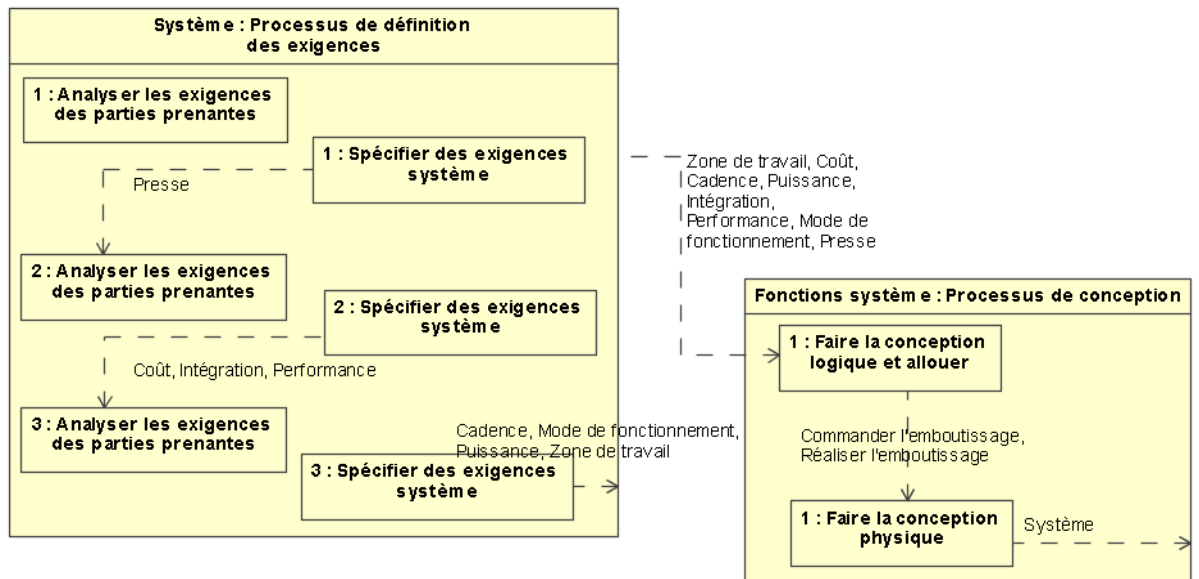 Système : Processus de définition
des exigences
1 : Analyser les exigences
des parties prenantes
1 : Spécifier des exigences
système
Presse
2 : Analyser les exigences
des parties prenantes
2 : Spécifier des exigences
système
Coût, Intégration, Performance
3 : Analyser les exigences
des parties prenantes
3 : Spécifier des exigences
système
Cadence, Mode de fonctionnement,
Puissance, Zone de travail
Zone de travail, Coût,
Cadence, Puissance,
Intégration,
Performance, Mode de
fonctionnement, Presse
Fonctions système : Processus de conception
1 : Faire la conception
logique et allouer
Commander l'emboutissage,
Réaliser l'emboutissage
1 : Faire la conception
physique
Système